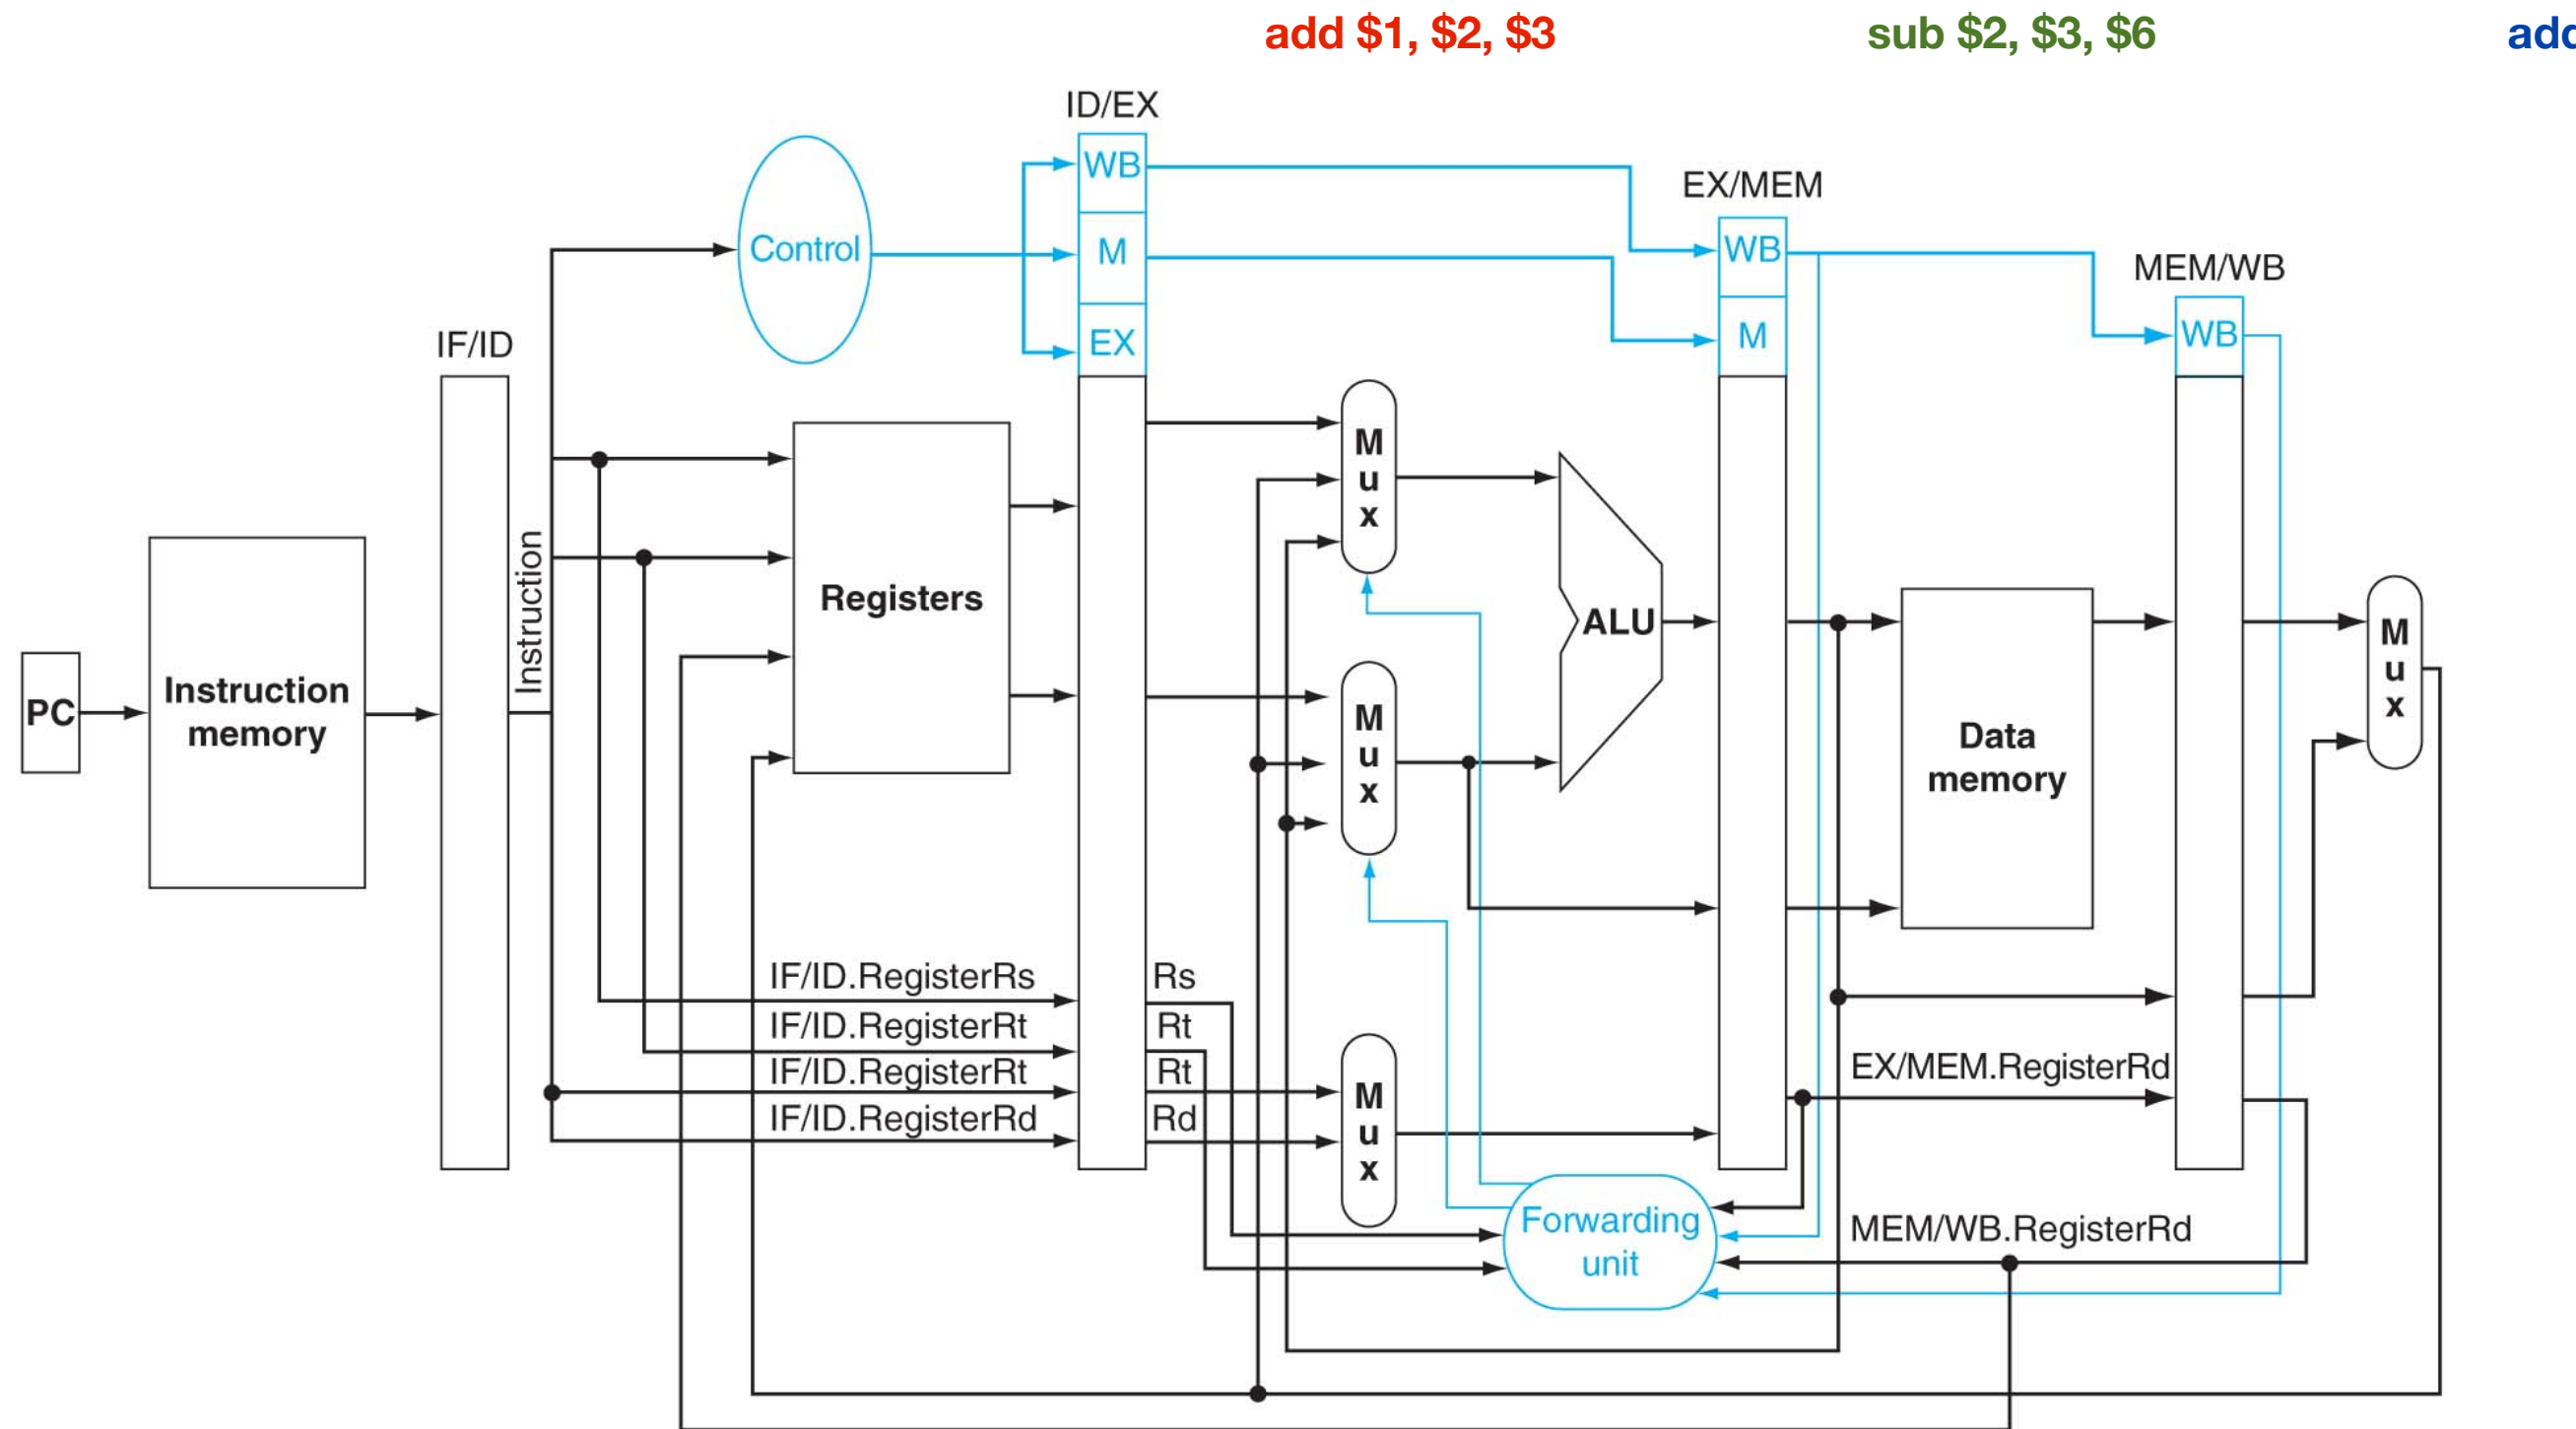 add $1, $2, $3
sub $2, $3, $6
add
ID/EX
WB
M
EX
Control
EX/MEM
WB
M
MEM/WB
WB
IF/ID
Instruction
PC
Instruction
memory
Registers
M
u
x
M
u
x
ALU
Data
memory
M
u
x
IF/ID.RegisterRs
IF/ID.RegisterRt
IF/ID.RegisterRt
IF/ID.RegisterRd
Rs
Rt
Rt
Rd
M
u
x
EX/MEM.RegisterRd
Forwarding
unit
MEM/WB.RegisterRd